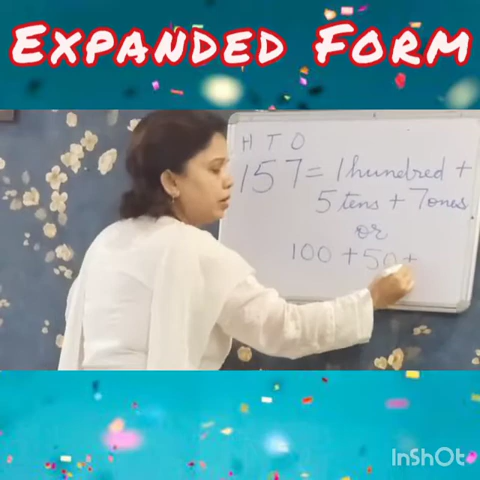 EXPANDED FORM
H T O
157 = 1 hundred +
5 tens + 7 ones
or
100 + 50 +
InShOt